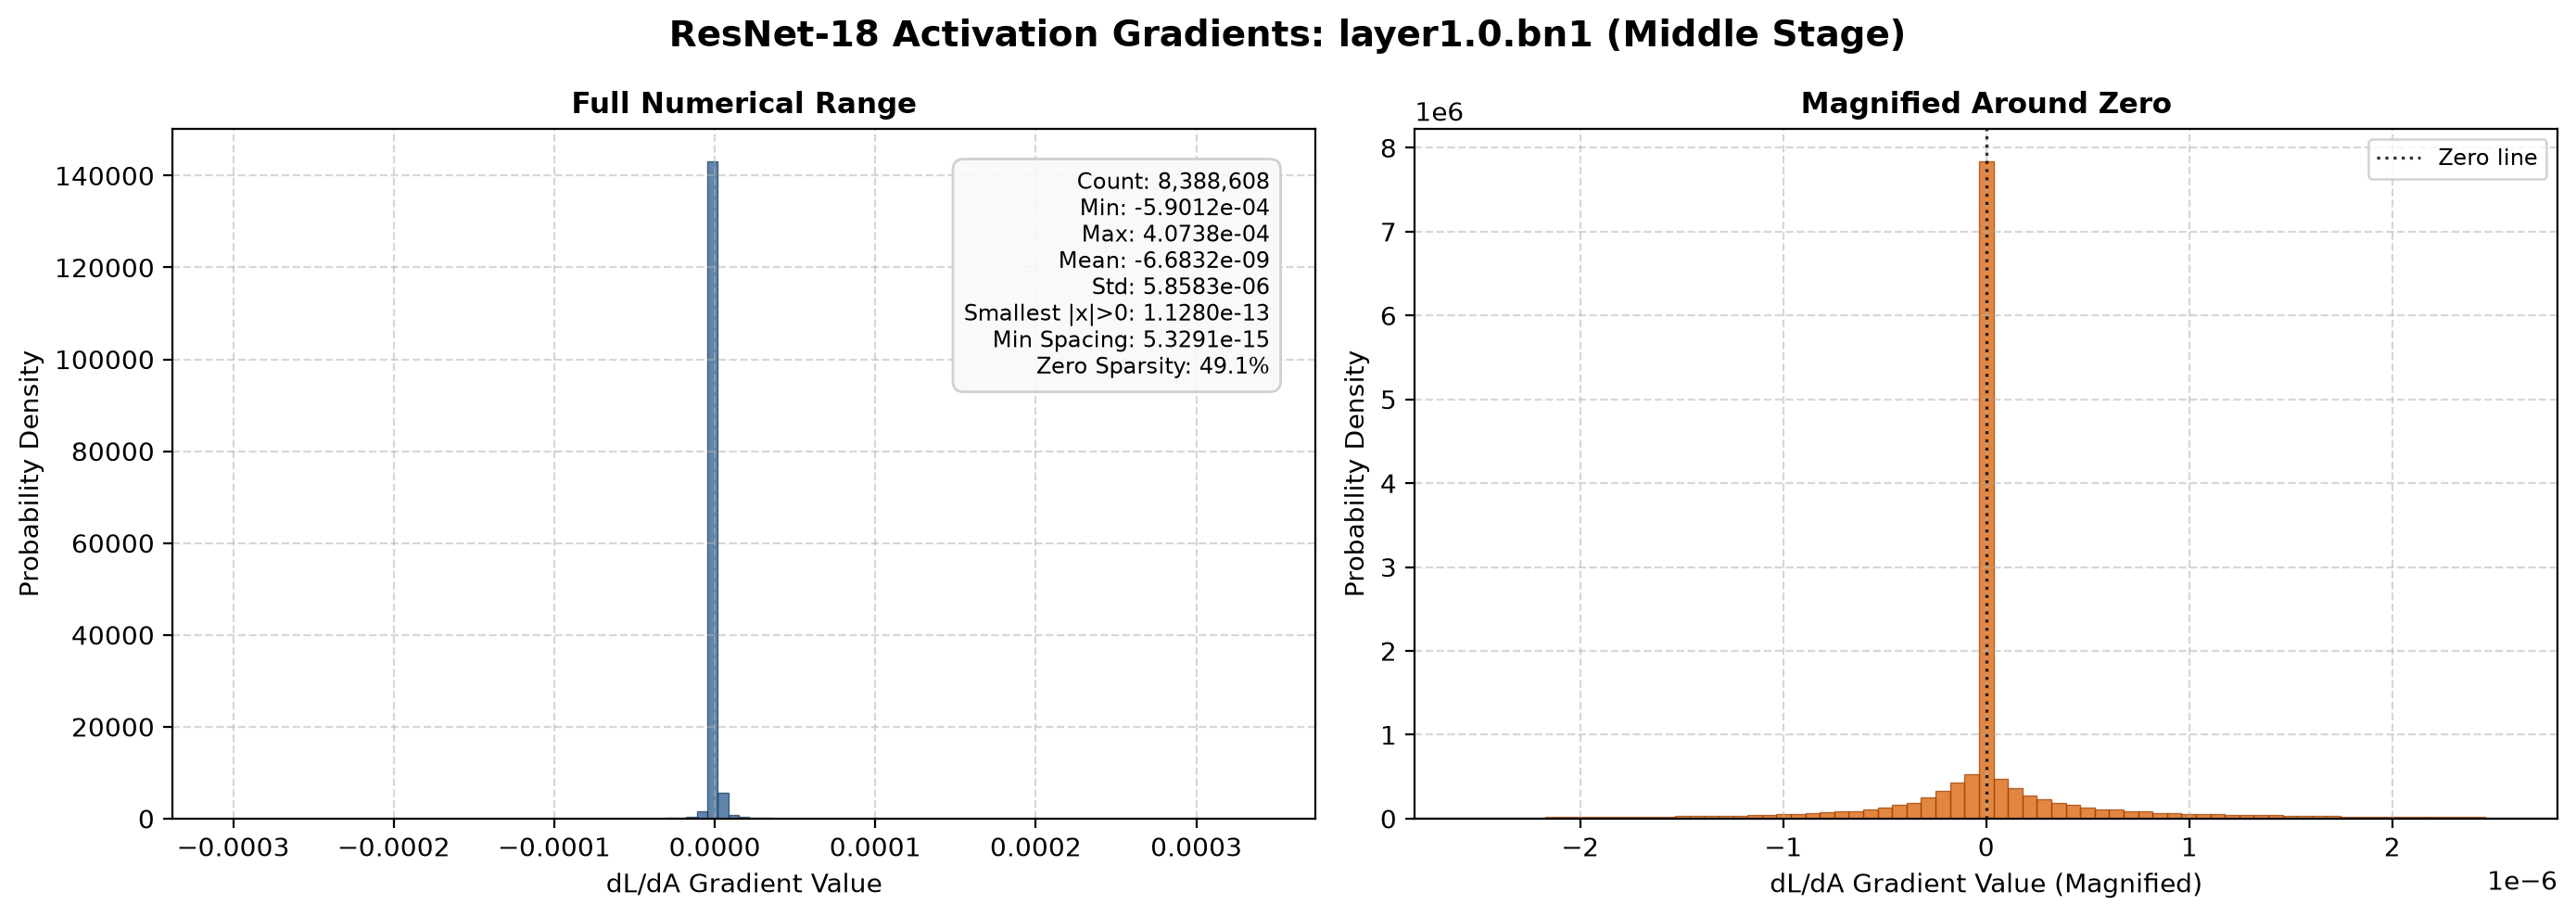 ResNet-18 Activation Gradients: layer1.0.bn1 (Middle Stage)
Full Numerical Range
Probability Density
140000
120000
100000
80000
60000
40000
20000
0
Count: 8,388,608
Min: -5.9012e-04
Max: 4.0738e-04
Mean: -6.6832e-09
Std: 5.8583e-06
Smallest |x|>0: 1.1280e-13
Min Spacing: 5.3291e-15
Zero Sparsity: 49.1%
−0.0003 −0.0002 −0.0001 0.0000 0.0001 0.0002 0.0003
dL/dA Gradient Value
Magnified Around Zero
1e6
Probability Density
8
7
6
5
4
3
2
1
0
Zero line
−2 −1 0 1 2
1e−6
dL/dA Gradient Value (Magnified)